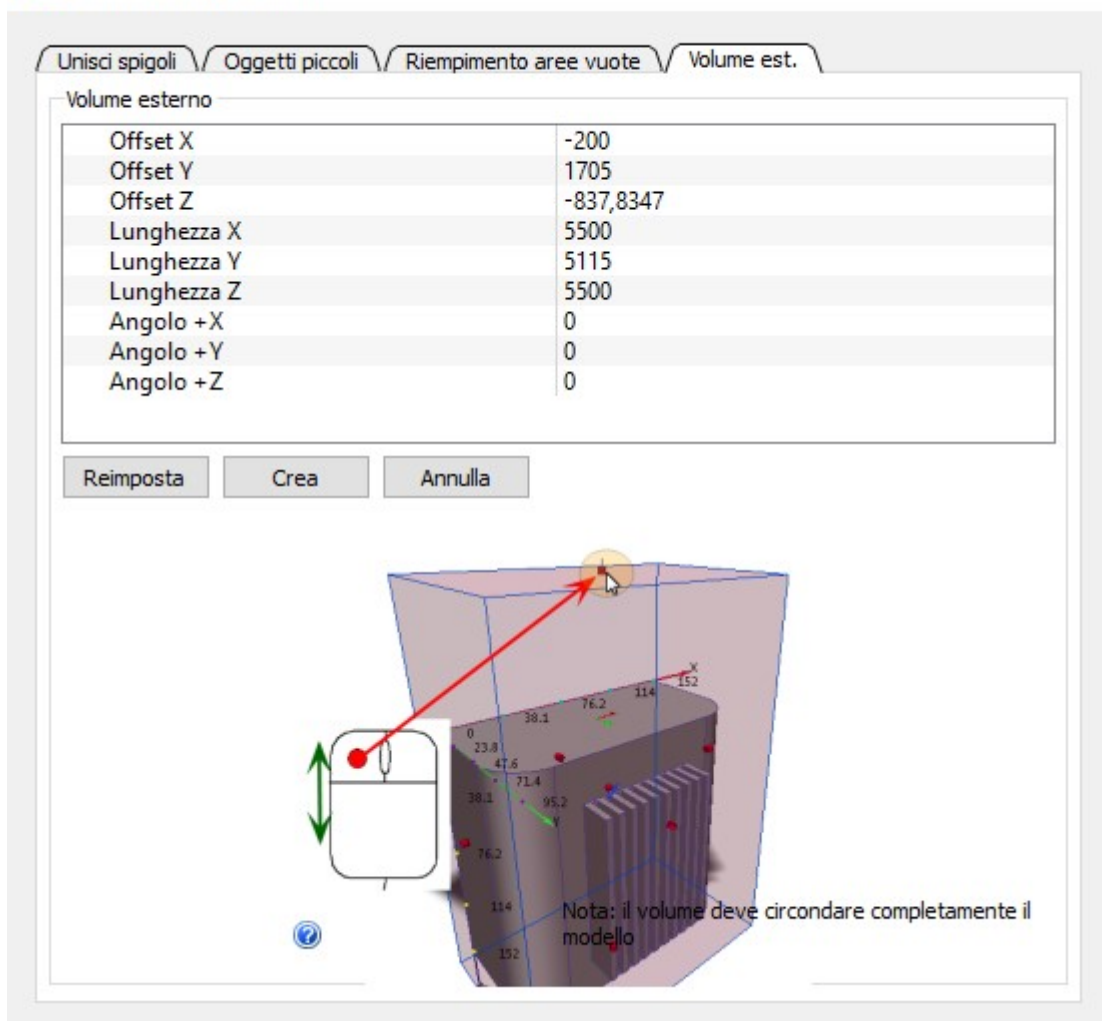 Unisci spigoli Oggetti piccoli Riempimento aree vuote Volume est.
Volume esterno
Offset X -200
Offset Y 1705
Offset Z -837,8347
Lunghezza X 5500
Lunghezza Y 5115
Lunghezza Z 5500
Angolo +X 0
Angolo +Y 0
Angolo +Z 0
Reimposta Crea Annulla
X
152
114
76.2
38.1
0
23.8
47.6
71.4
38.1 95.2
Y
76.2
114
152
Nota: il volume deve circondare completamente il
modello